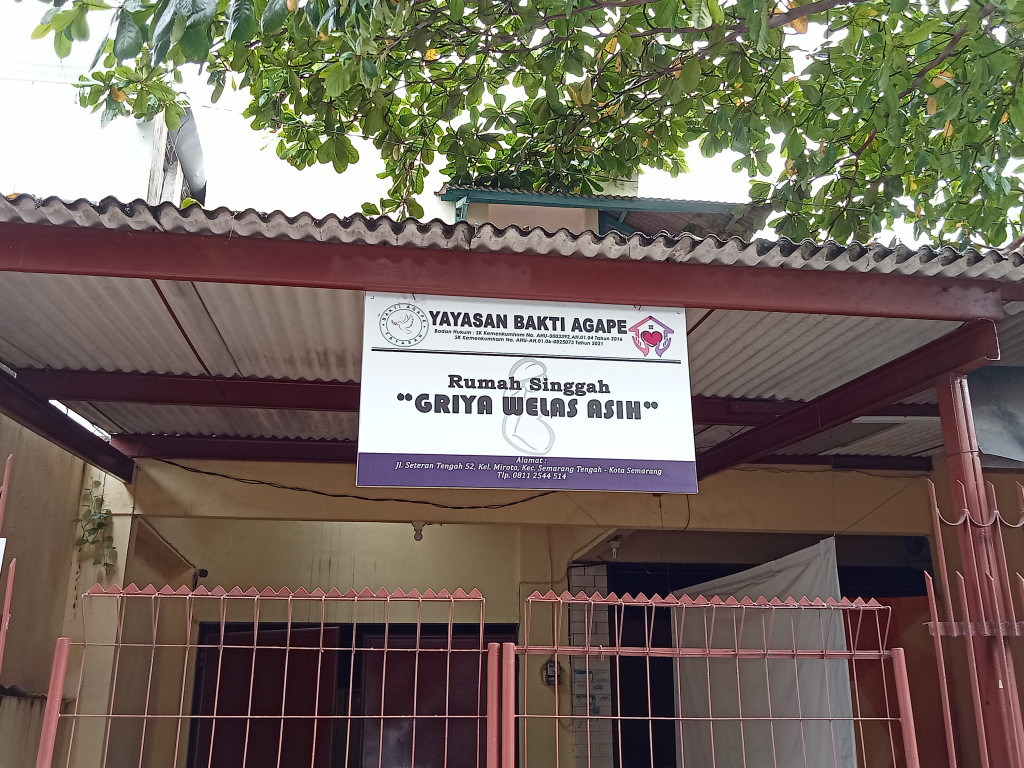 BAKTI AGAPE
YAYASAN BAKTI AGAPE
Badan Hukum : SK Kemenkumham No. AHU-0003392.AH.01.04 Tahun 2016
SK Kemenkumham No. AHU-AH.01.06-0025073 Tahun 2021
Rumah Singgah
"GRIYA WELAS ASIH"
Alamat :
Jl. Seteran Tengah 52, Kel. Miroto, Kec. Semarang Tengah - Kota Semarang
Tlp. 0811 2544 514